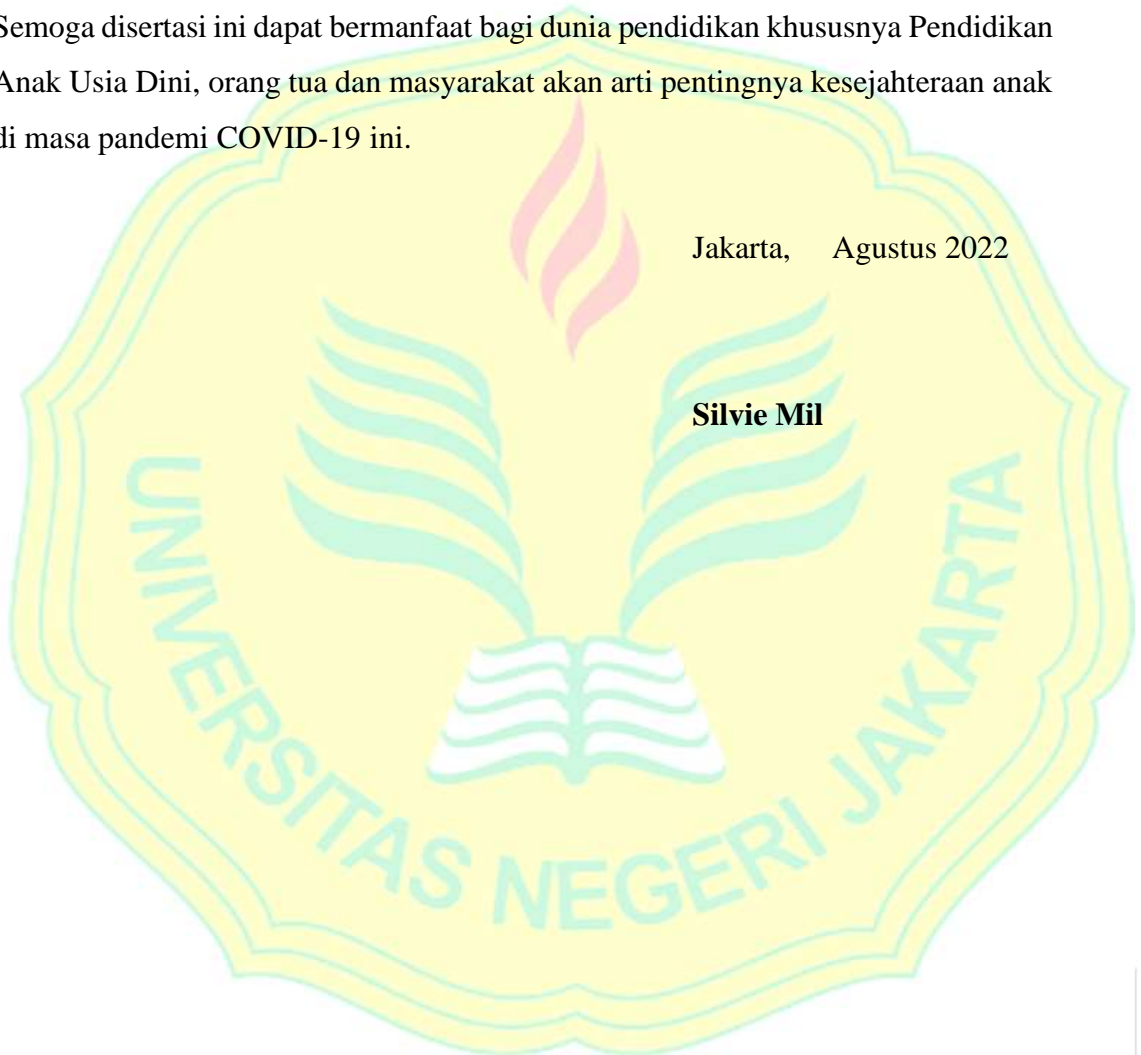 Semoga disertasi ini dapat bermanfaat bagi dunia pendidikan khususnya Pendidikan
Anak Usia Dini, orang tua dan masyarakat akan arti pentingnya kesejahteraan anak
di masa pandemi COVID-19 ini.
Jakarta, Agustus 2022
Silvie Mil
UNIVERSITAS NEGERI JAKARTA